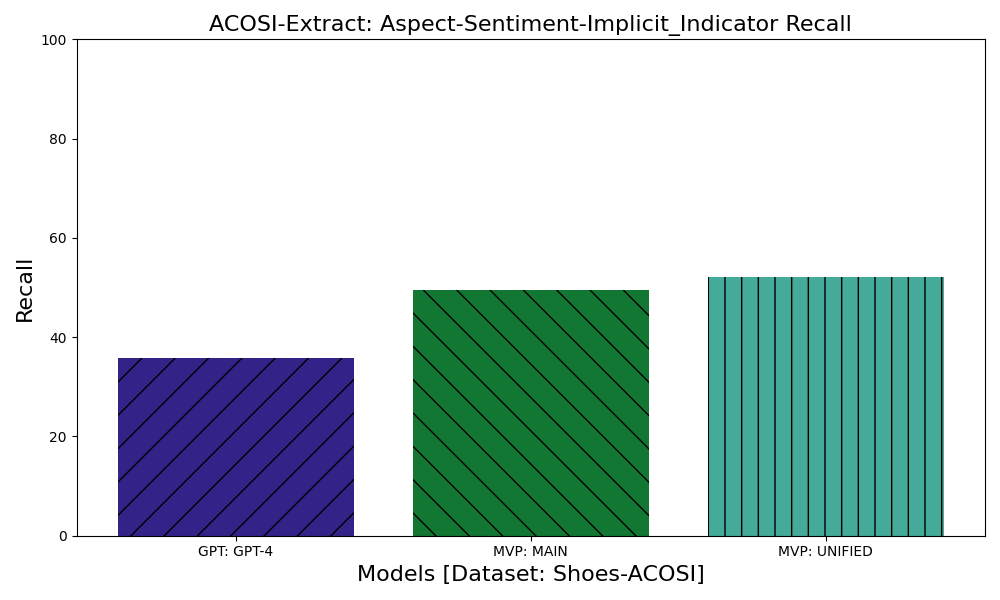 ACOSI-Extract: Aspect-Sentiment-Implicit_Indicator Recall
100
80
60
40
20
0
Recall
GPT: GPT-4
MVP: MAIN
MVP: UNIFIED
Models [Dataset: Shoes-ACOSI]